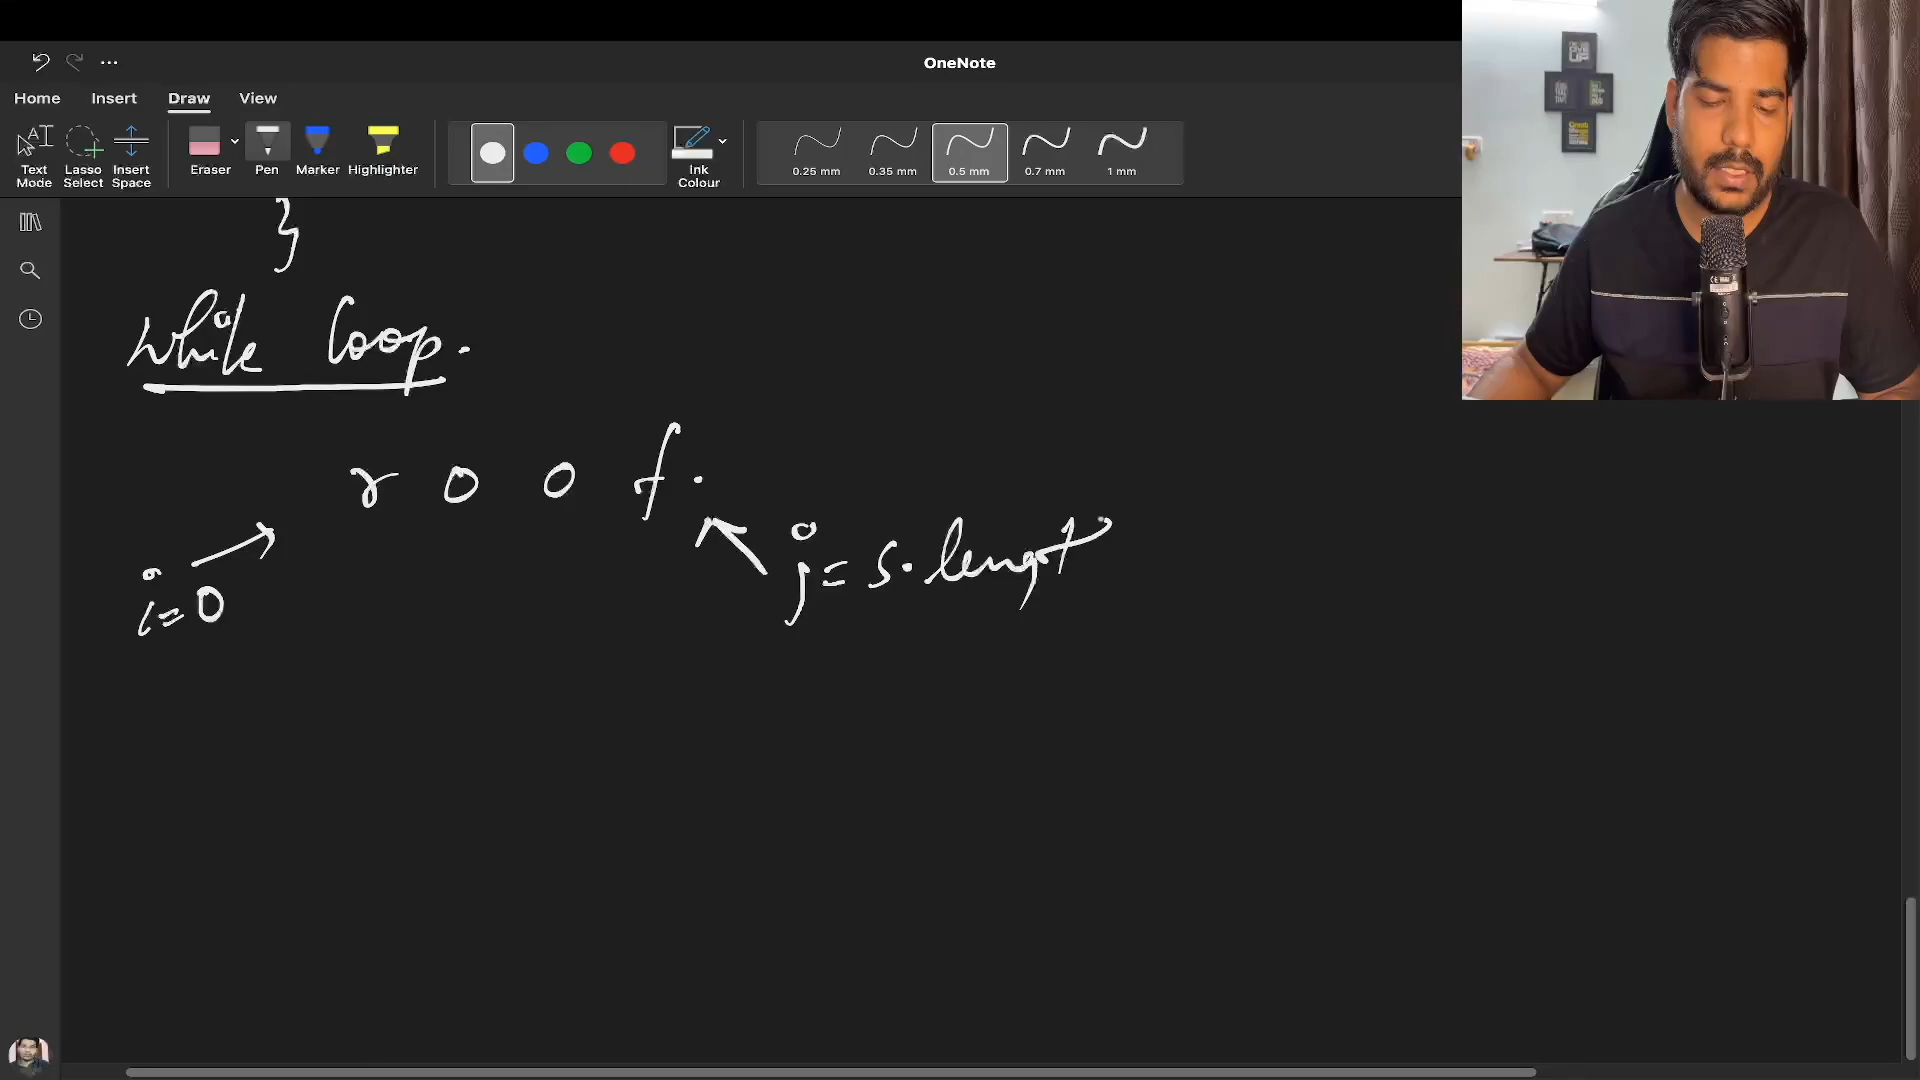 OneNote
Home Insert Draw View
Text Mode
Lasso Select
Insert Space
Eraser
Pen
Marker
Highlighter
Ink Colour
0.25 mm
0.35 mm
0.5 mm
0.7 mm
1 mm
}
while loop.
r o o f.
i = 0
j = s. lengt